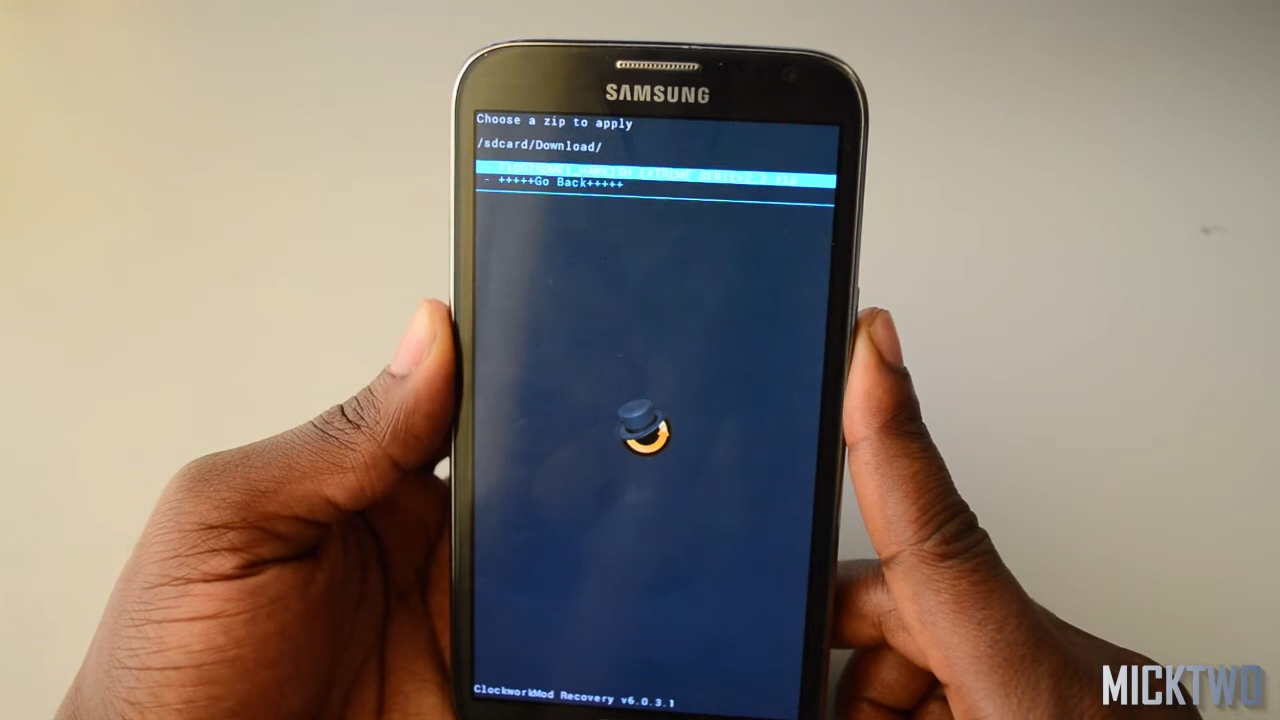 SAMSUNG
Choose a zip to apply
/sdcard/Download/
- +++++Go Back+++++
ClockworkMod Recovery v6.0.3.1
MICKTWO